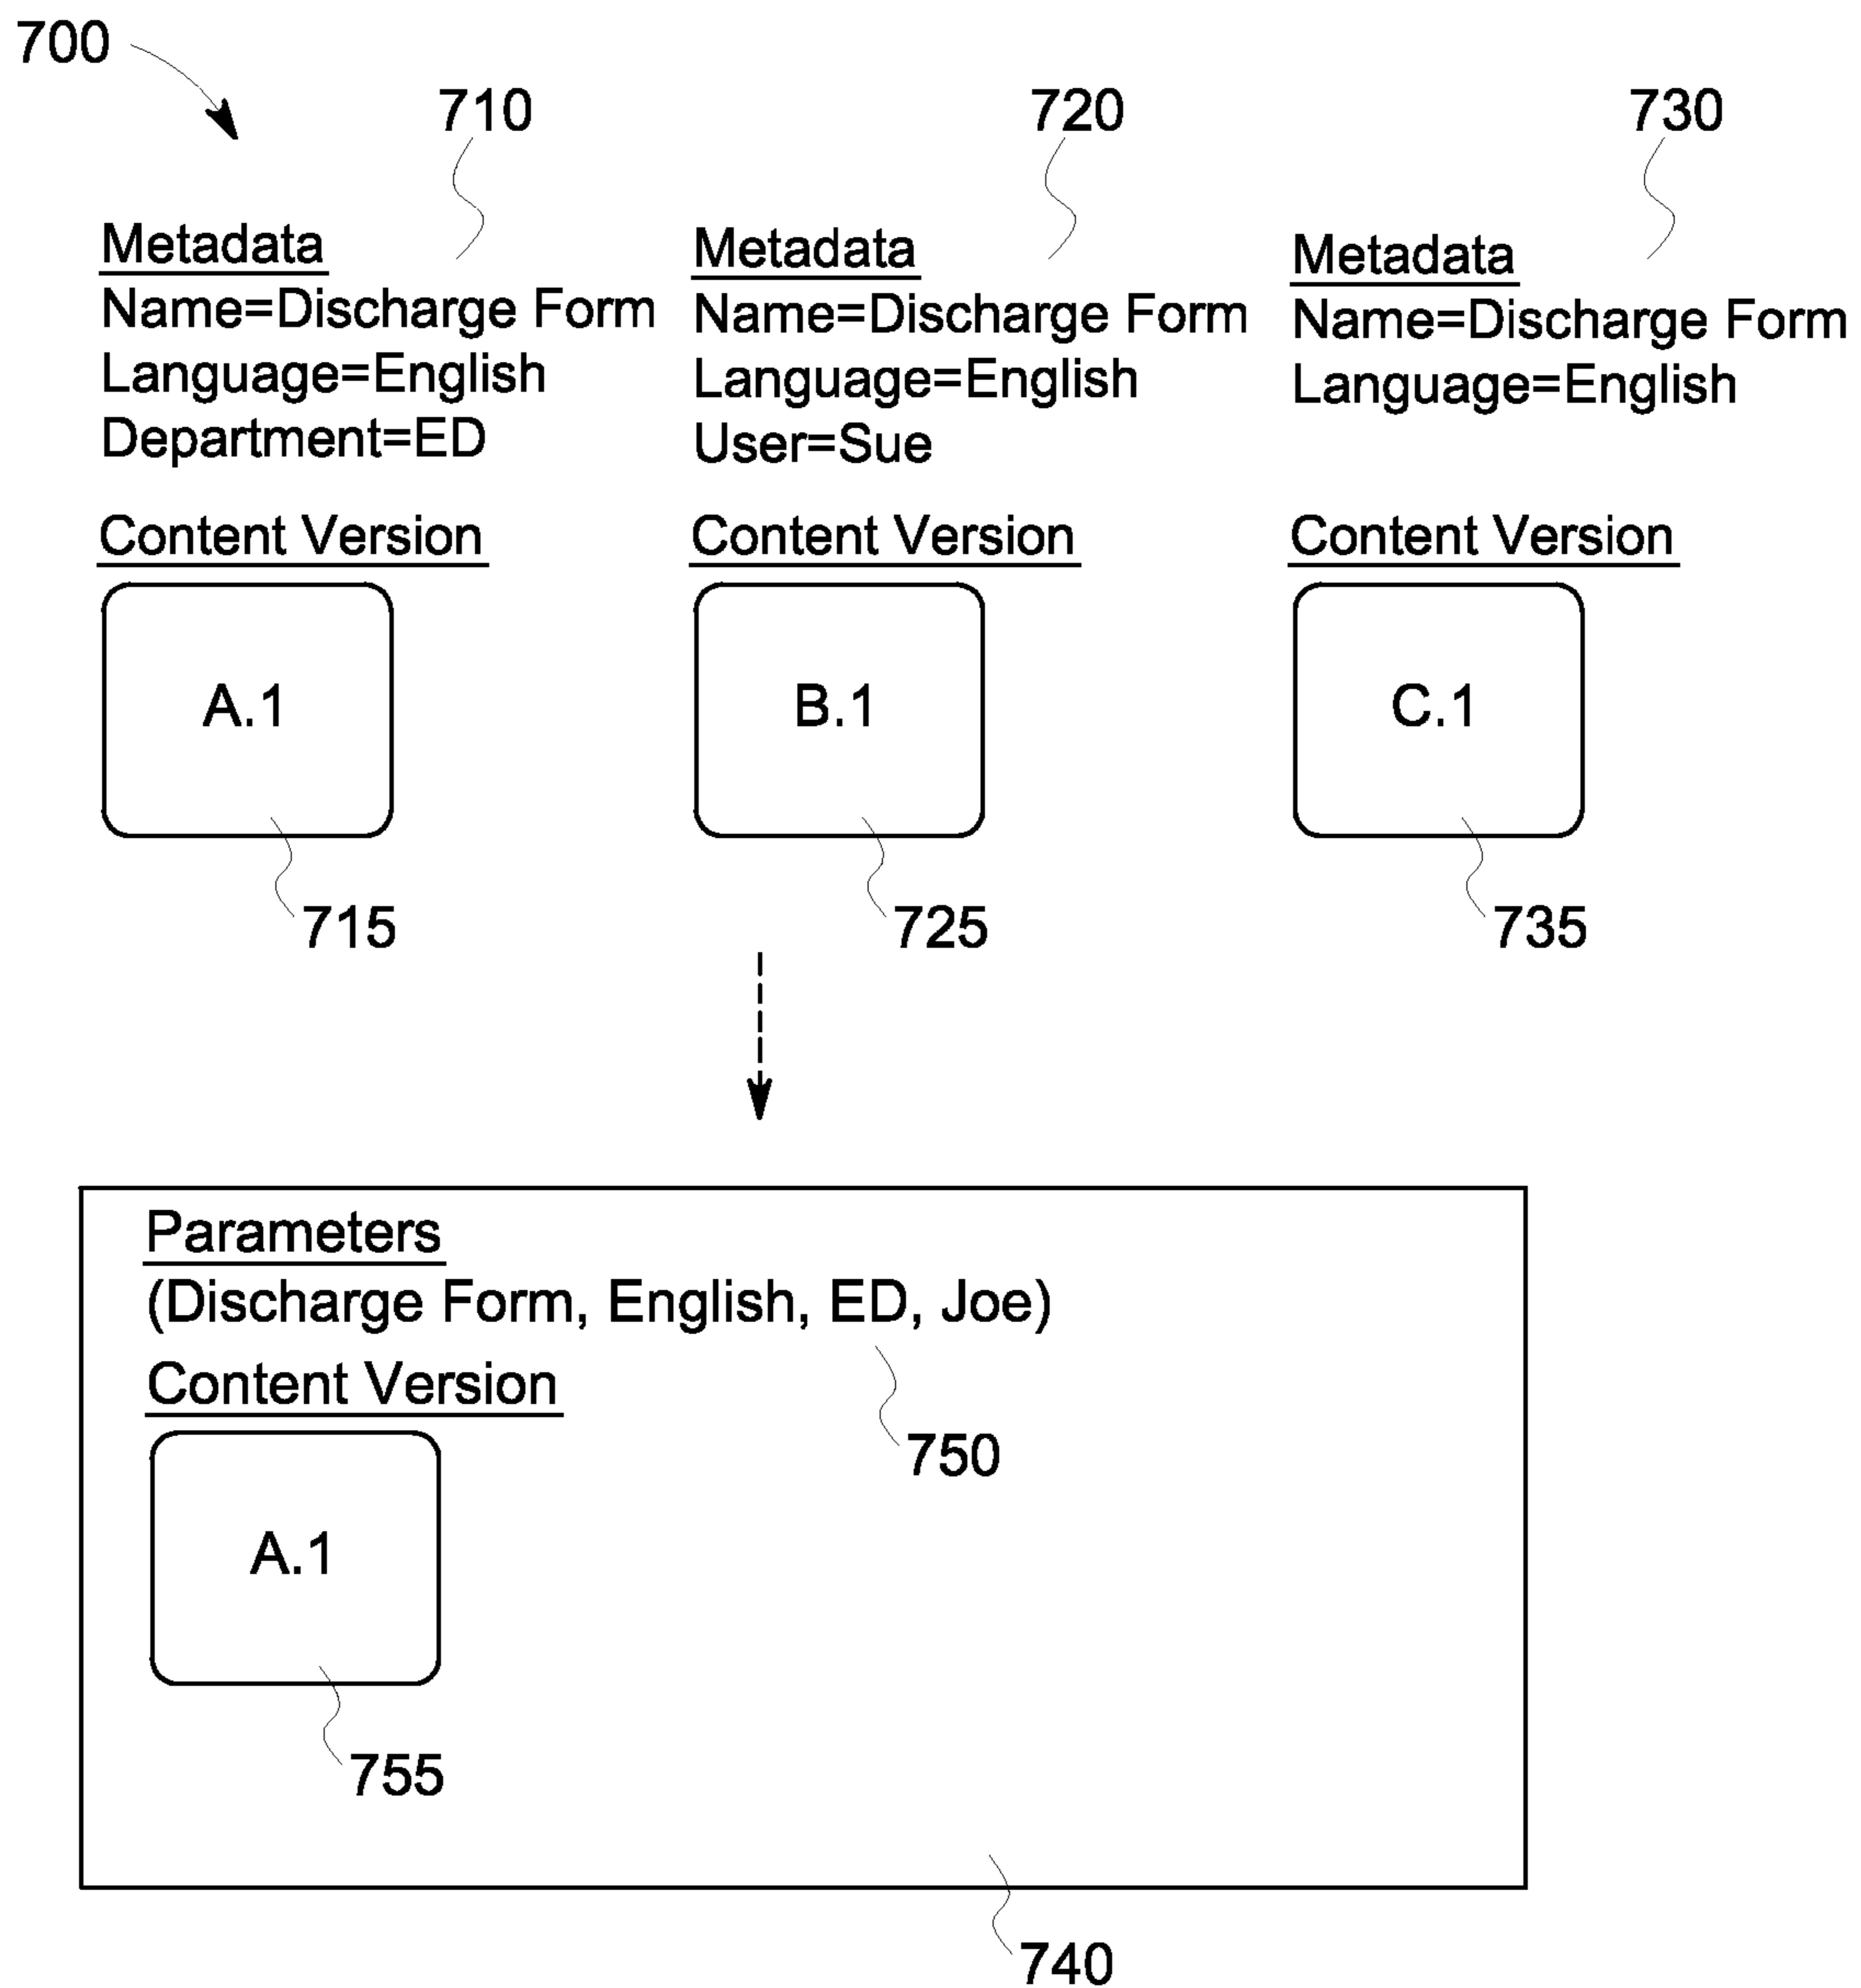 700
710
720
730
Metadata
Name=Discharge Form
Language=English
Department=ED
Content Version
A.1
715
Metadata
Name=Discharge Form
Language=English
User=Sue
Content Version
B.1
725
Metadata
Name=Discharge Form
Language=English
Content Version
C.1
735
Parameters
(Discharge Form, English, ED, Joe)
750
Content Version
A.1
755
740